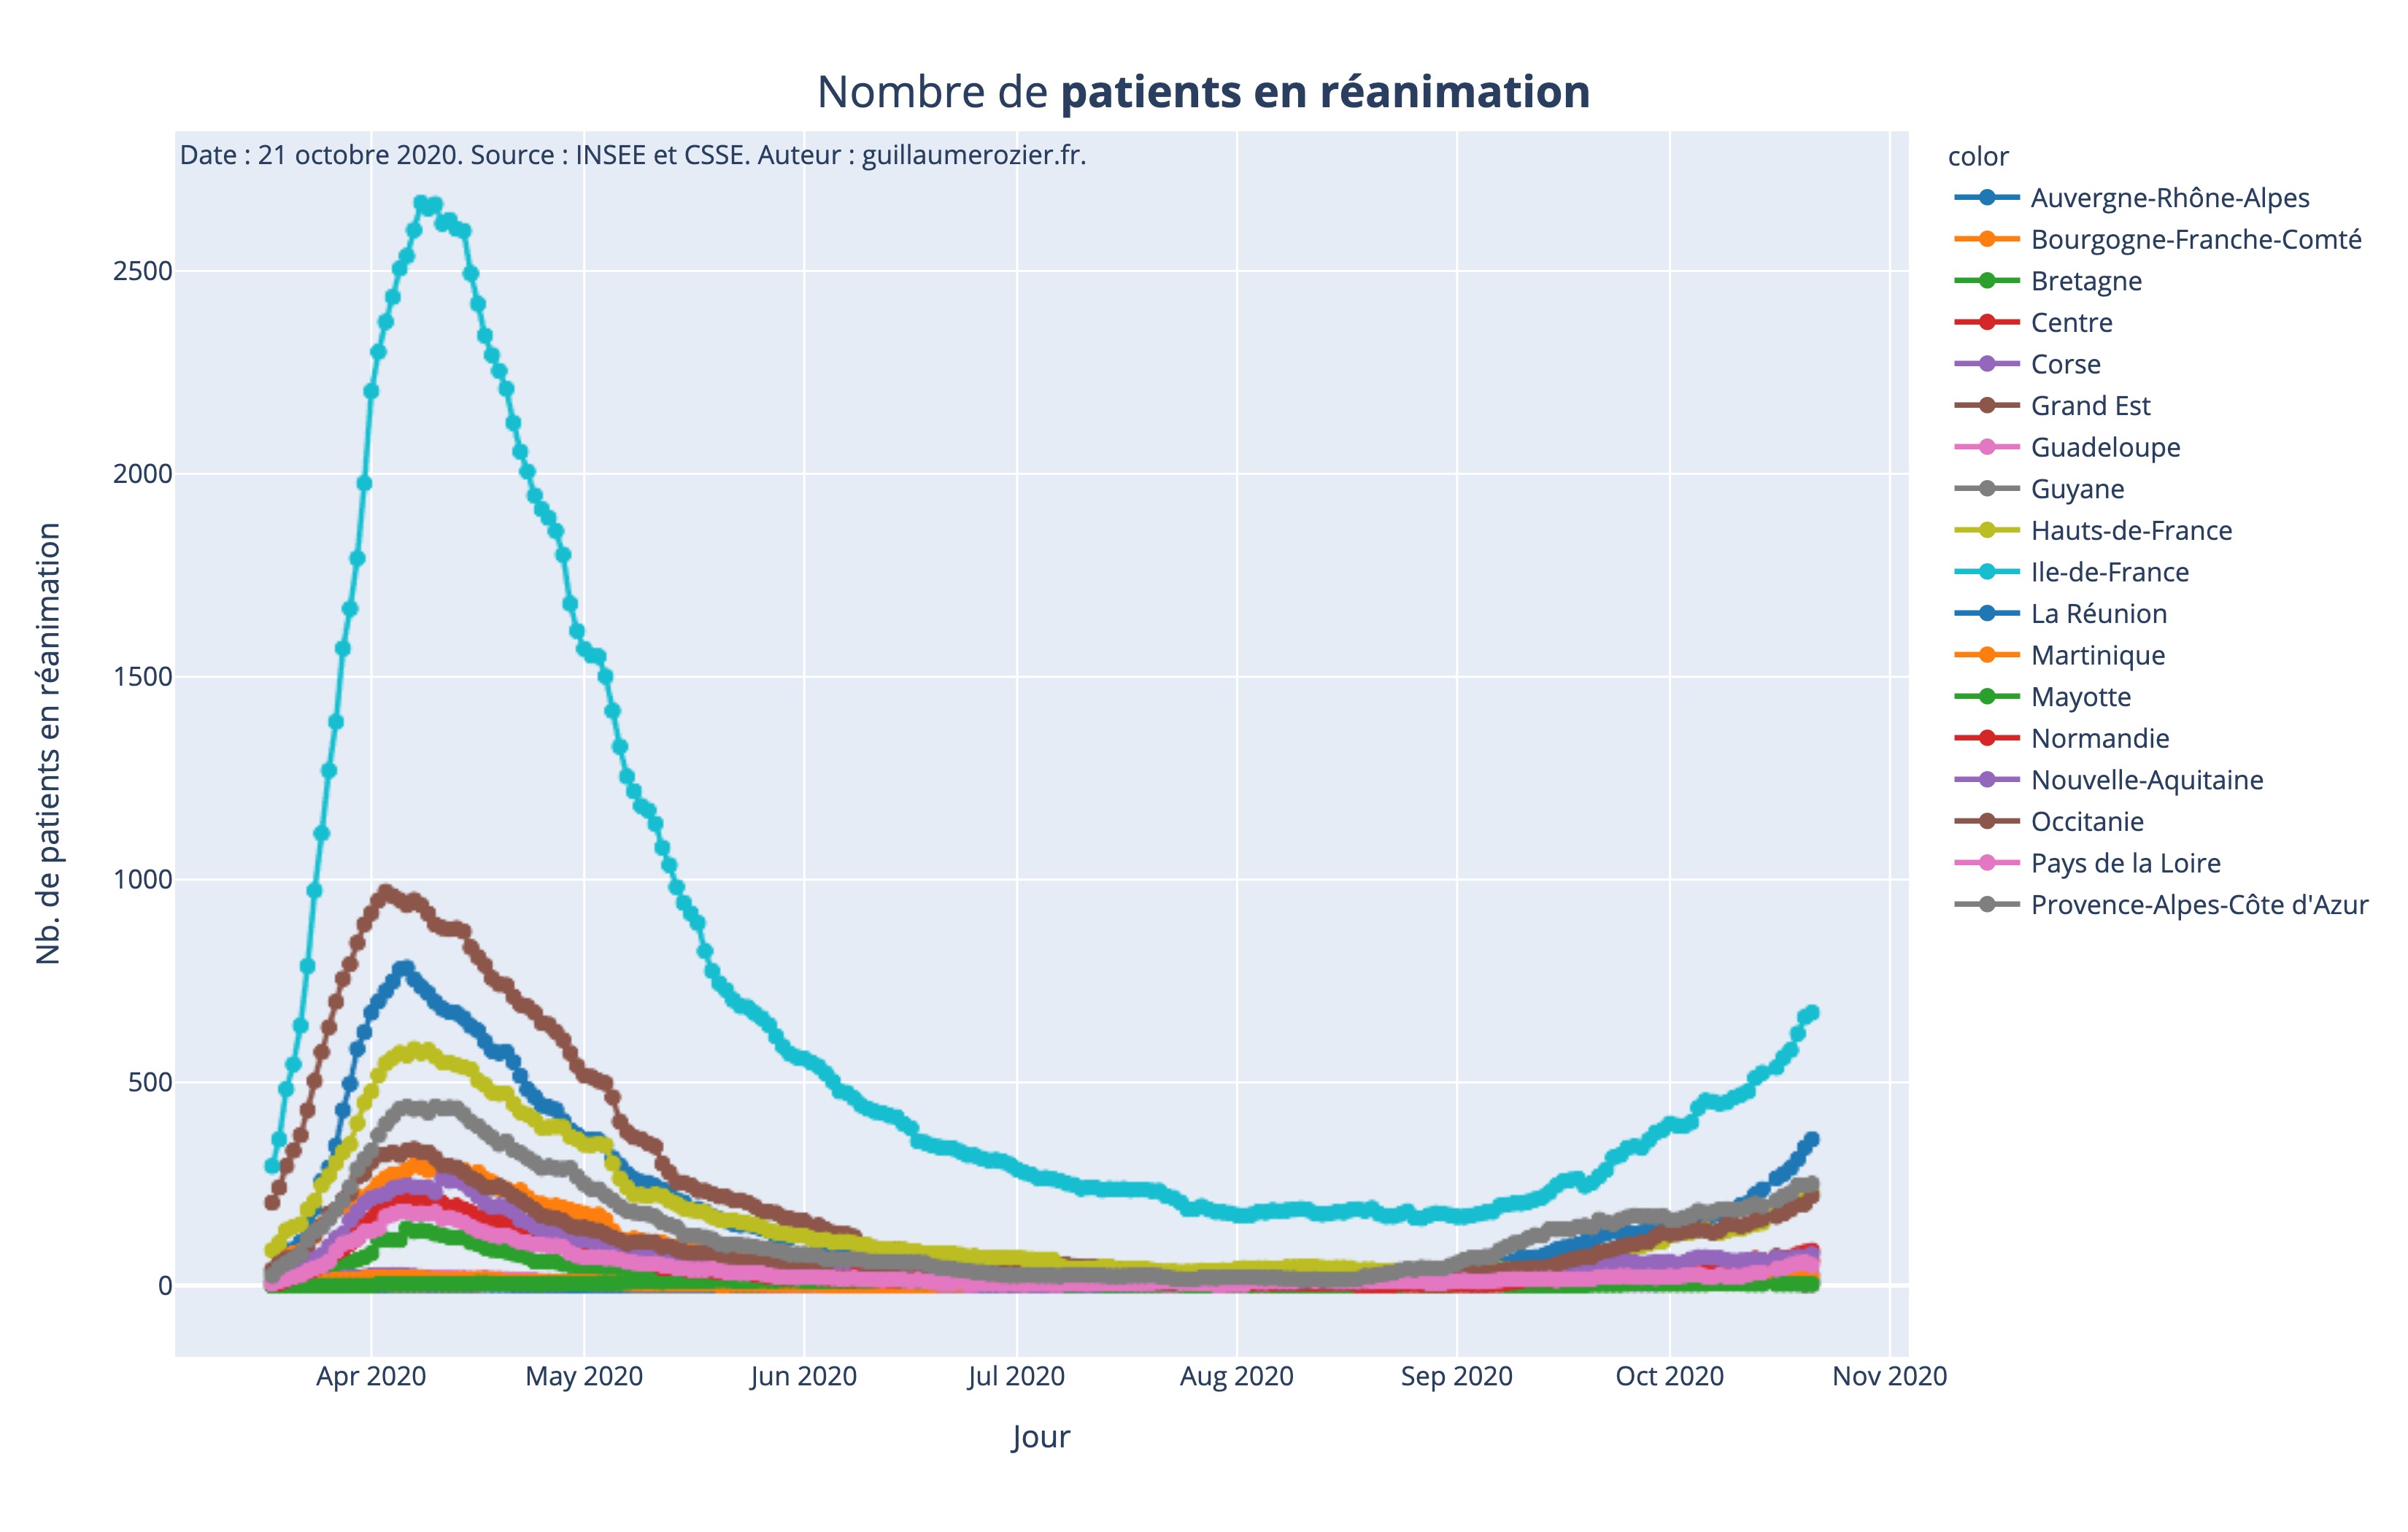 Nombre de patients en réanimation
Date : 21 octobre 2020. Source : INSEE et CSSE. Auteur : guillaumerozier.fr.
Nb. de patients en réanimation
2500
2000
1500
1000
500
0
Apr 2020
May 2020
Jun 2020
Jul 2020
Aug 2020
Sep 2020
Oct 2020
Nov 2020
Jour
color
Auvergne-Rhône-Alpes
Bourgogne-Franche-Comté
Bretagne
Centre
Corse
Grand Est
Guadeloupe
Guyane
Hauts-de-France
Ile-de-France
La Réunion
Martinique
Mayotte
Normandie
Nouvelle-Aquitaine
Occitanie
Pays de la Loire
Provence-Alpes-Côte d'Azur